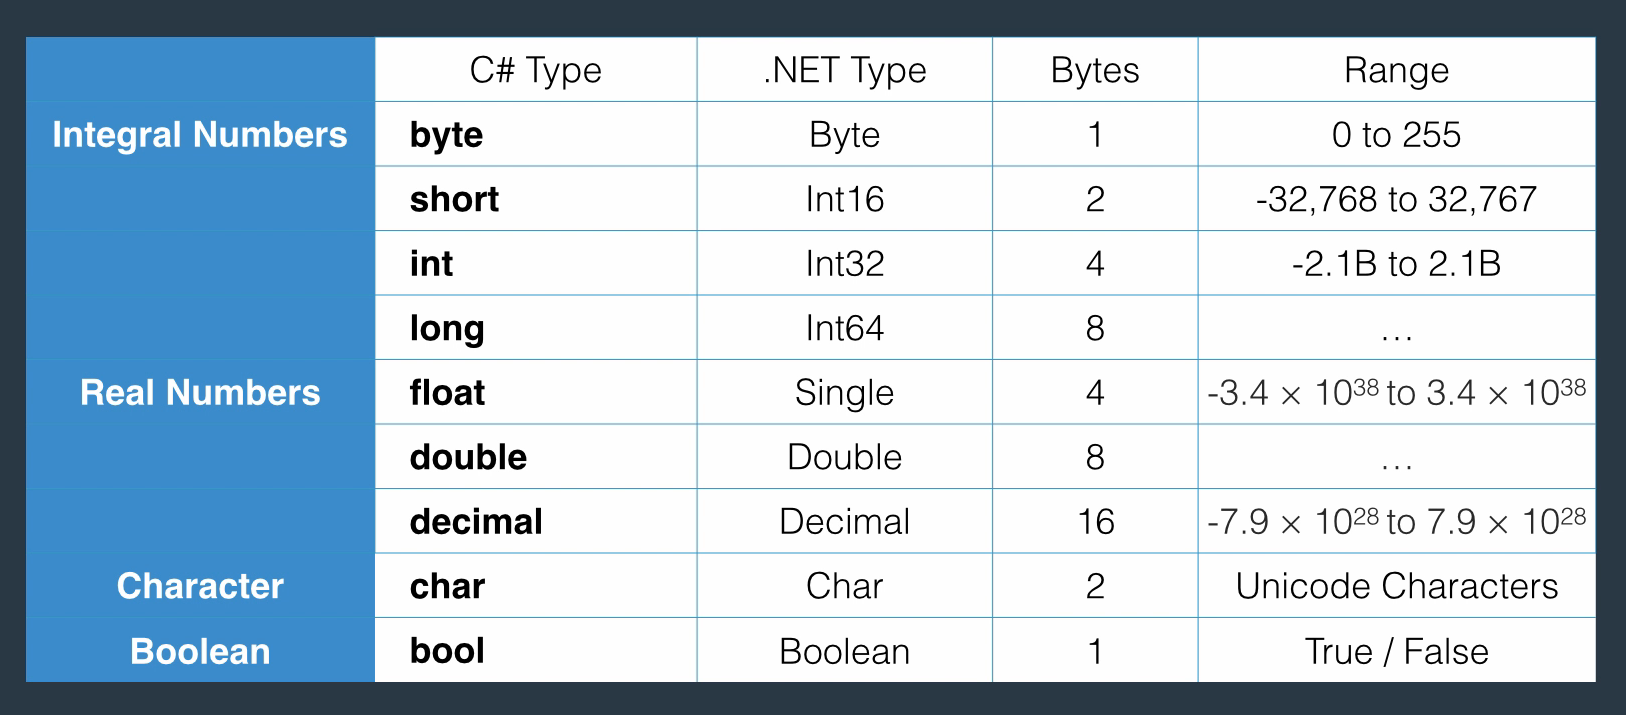 C# Type .NET Type Bytes Range
Integral Numbers byte Byte 1 0 to 255
short Int16 2 -32,768 to 32,767
int Int32 4 -2.1B to 2.1B
long Int64 8 …
Real Numbers float Single 4 -3.4 × 10³⁸ to 3.4 × 10³⁸
double Double 8 …
decimal Decimal 16 -7.9 × 10²⁸ to 7.9 × 10²⁸
Character char Char 2 Unicode Characters
Boolean bool Boolean 1 True / False